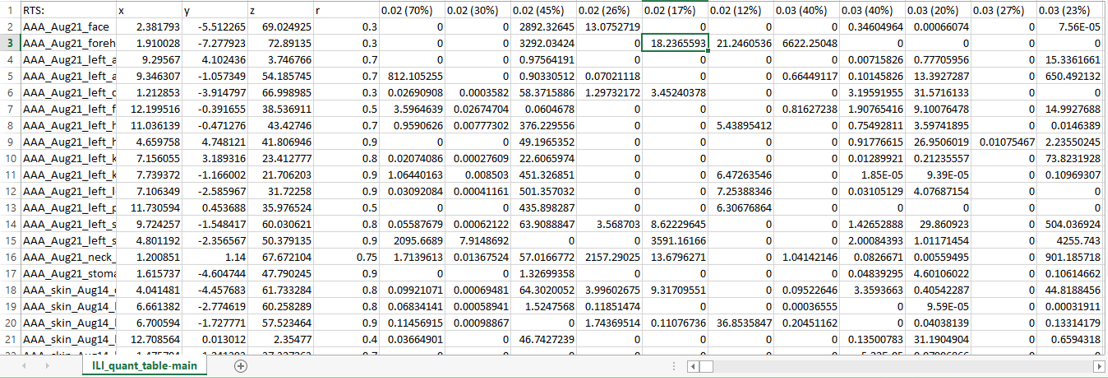 1 RTS: x y z r 0.02 (70%) 0.02 (30%) 0.02 (45%) 0.02 (26%) 0.02 (17%) 0.02 (12%) 0.03 (40%) 0.03 (40%) 0.03 (20%) 0.03 (27%) 0.03 (23%)
2 AAA_Aug21_face 2.381793 -5.512265 69.024925 0.3 0 0 2892.32644 13.0752719 0 0 0 0.34604964 0.00066074 0 7.56E-05
3 AAA_Aug21_foreh 1.910028 -7.277923 72.89135 0.3 0 0 3292.03424 0 18.2365593 21.2460536 6622.25048 0 0 0 0
4 AAA_Aug21_left_a 9.29567 4.102436 3.746766 0.7 0 0 0.97564191 0 0 0 0 0.00715826 0.77705956 0 15.3361661
5 AAA_Aug21_left_a 9.346307 -1.057349 54.185745 0.7 812.105255 0 0.90330512 0.07021118 0 0 0.66449117 0.10145826 13.3927287 0 650.492132
6 AAA_Aug21_left_c 1.212853 -3.914797 66.998985 0.3 0.02690908 0.0003582 58.3715886 1.29732172 3.45240378 0 0 3.19591955 31.5716133 0 0
7 AAA_Aug21_left_f 12.199516 -0.391655 38.536911 0.5 3.5964639 0.02674704 0.0604678 0 0 0 0.81627238 1.90765416 9.10076478 0 14.9927688
8 AAA_Aug21_left_h 11.036139 -0.471276 43.42746 0.7 0.9590626 0.00777302 376.229556 0 0 5.43895412 0 0.75492811 3.59741895 0 0.0146389
9 AAA_Aug21_left_h 4.659758 4.748121 41.806946 0.9 0 0 49.1965352 0 0 0 0 0.91776615 26.9506019 0.01075467 2.23550245
10 AAA_Aug21_left_k 7.156055 3.189316 23.412777 0.8 0.02074086 0.00027609 22.6065974 0 0 0 0 0.01289921 0.21235557 0 73.8231928
11 AAA_Aug21_left_k 7.739372 -1.166002 21.706203 0.9 1.06440163 0.008503 451.326851 0 0 6.47263546 0 1.85E-05 9.39E-05 0 0.10969307
12 AAA_Aug21_left_l 7.106349 -2.585967 31.72258 0.9 0.03092084 0.00041161 501.357032 0 0 7.25388346 0 0.03105129 4.07687154 0 0
13 AAA_Aug21_left_p 11.730594 0.453688 35.976524 0.5 0 0 435.898287 0 0 6.30676864 0 0 0 0 0
14 AAA_Aug21_left_s 9.724257 -1.548417 60.030621 0.8 0.05587679 0.00062122 63.9088847 3.568703 8.62229645 0 0 1.42652888 29.860923 0 504.036924
15 AAA_Aug21_left_s 4.801192 -2.356567 50.379135 0.9 2095.6689 7.9148692 0 0 3591.16166 0 0 2.00084393 1.01171454 0 4255.743
16 AAA_Aug21_neck_ 1.200851 1.14 67.672104 0.75 1.7139613 0.01367524 57.0166772 2157.29025 13.6796271 0 1.04142146 0.0826671 0.00559495 0 901.185718
17 AAA_Aug21_stoma 1.615737 -4.604744 47.790245 0.9 0 0 1.32699358 0 0 0 0 0.04839295 4.60106022 0 0.10614662
18 AAA_skin_Aug14_ 4.041481 -4.457683 61.733284 0.8 0.09921071 0.00069481 64.3020052 3.99602675 9.31709551 0 0.09522646 3.3593663 0.40542287 0 44.8188456
19 AAA_skin_Aug14_ 6.661382 -2.774619 60.258289 0.8 0.06834141 0.00058941 1.5247568 0.11851474 0 0 0 0.00036555 9.59E-05 0 0.00031911
20 AAA_skin_Aug14_ 6.700594 -1.727771 57.523464 0.9 0.11456915 0.00098867 0 1.74369514 0.11076736 36.8535847 0.20451162 0 0.04038139 0 0.13314179
21 AAA_skin_Aug14_ 12.708564 0.013012 2.35477 0.4 0.03664901 0 46.7427239 0 0 0 0 0.13500783 31.1904904 0 0.6594318
ILI_quant_table-main